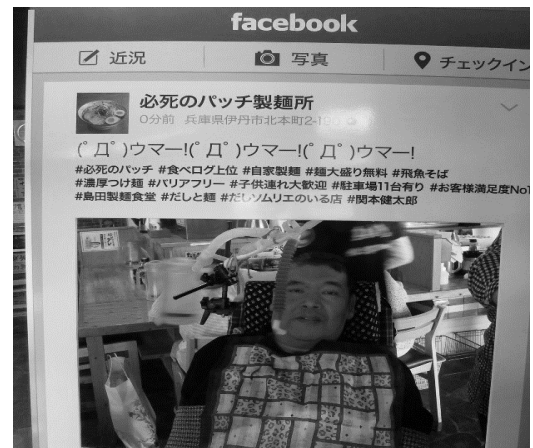 facebook
近況 写真 チェックイン
必死のパッチ製麺所
0分前 兵庫県伊丹市北本町2-1
(ﾟДﾟ)ウマー!(ﾟДﾟ)ウマー!(ﾟДﾟ)ウマー!
#必死のパッチ #食べログ上位 #自家製麺 #麺大盛り無料 #飛魚そば
#濃厚つけ麺 #バリアフリー #子供連れ大歓迎 #駐車場11台有り #お客様満足度No1
#島田製麺食堂 #だしと麺 #だしソムリエのいる店 #関本健太郎